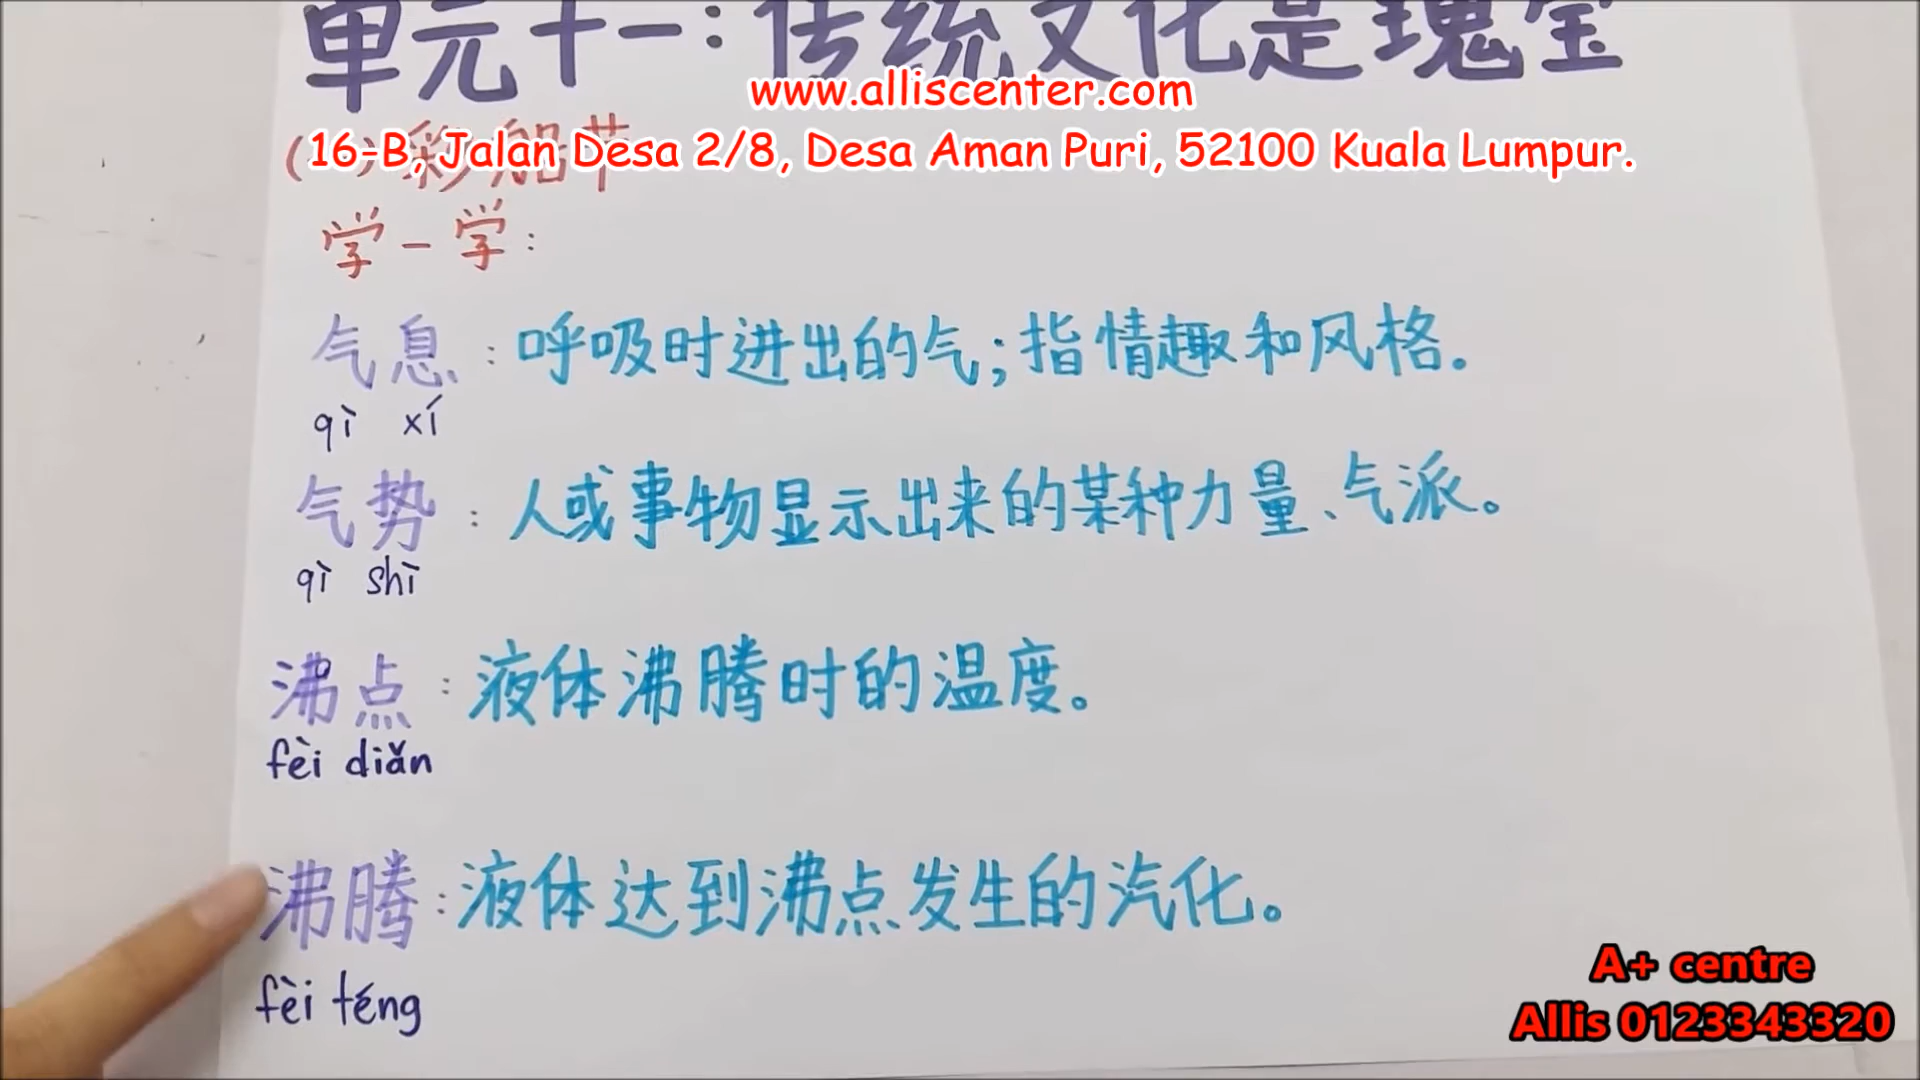 单元十一:传统文化是瑰宝
www.alliscenter.com
彩船节
16-B, Jalan Desa 2/8, Desa Aman Puri, 52100 Kuala Lumpur.
学一学:
气息:呼吸时进出的气;指情趣和风格。
qì xí
气势:人或事物显示出来的某种力量、气派。
qì shì
沸点:液体沸腾时的温度。
fèi diǎn
沸腾:液体达到沸点发生的汽化。
fèi téng
A+ centre
Allis 0123343320